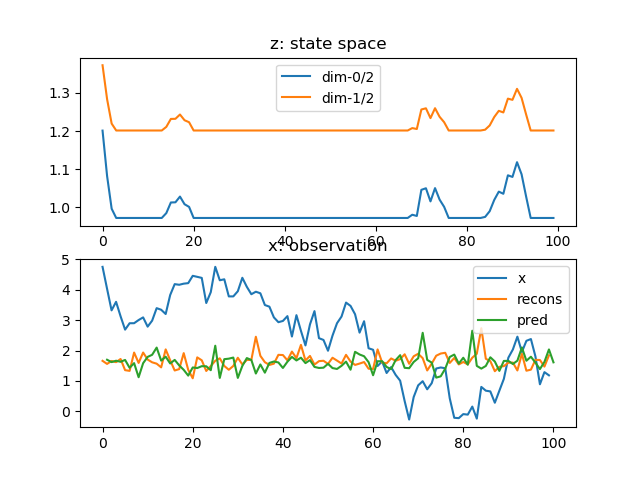 z: state space
dim-0/2
dim-1/2
1.3
1.2
1.1
1.0
0 20 40 60 80 100
x: observation
x
recons
pred
5
4
3
2
1
0
0 20 40 60 80 100